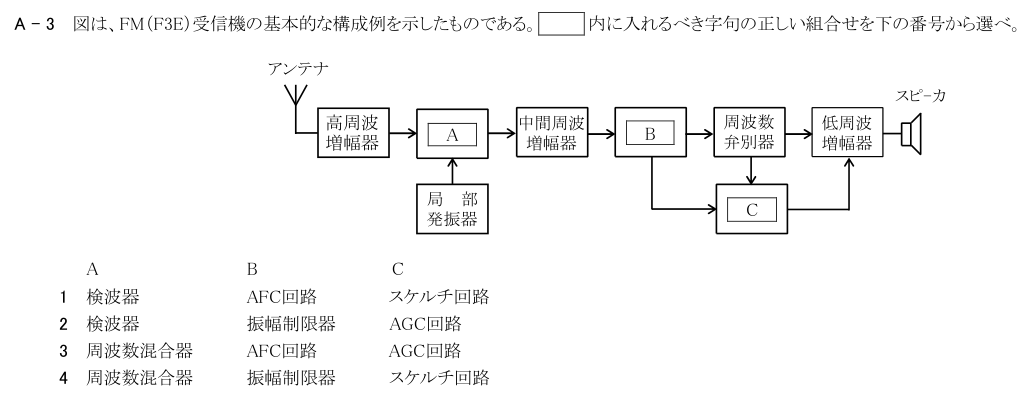 A－3 図は、FM(F3E)受信機の基本的な構成例を示したものである。 内に入れるべき字句の正しい組合せを下の番号から選べ。
アンテナ
スピーカ
高周波
増幅器
A
中間周波
増幅器
B
周波数
弁別器
低周波
増幅器
局 部
発振器
C
A B C
1 検波器 AFC回路 スケルチ回路
2 検波器 振幅制限器 AGC回路
3 周波数混合器 AFC回路 AGC回路
4 周波数混合器 振幅制限器 スケルチ回路